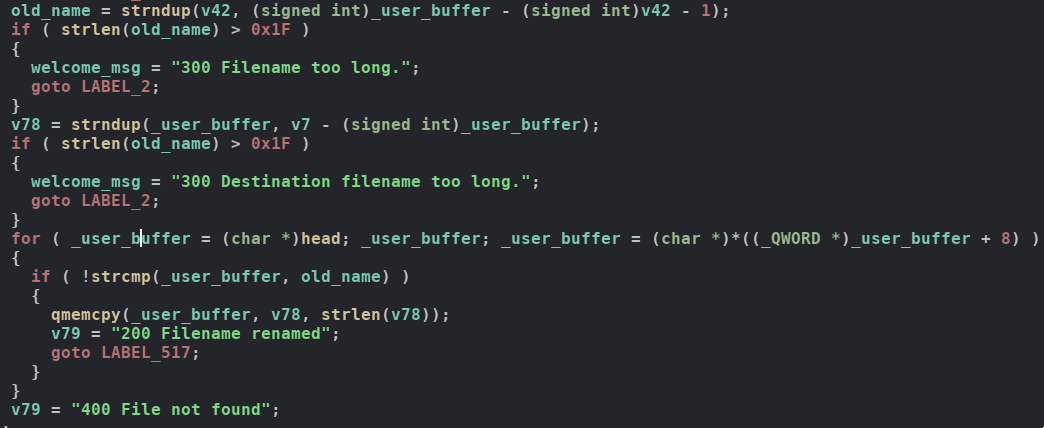 old_name = strndup(v42, (signed int)_user_buffer - (signed int)v42 - 1);
if ( strlen(old_name) > 0x1F )
{
  welcome_msg = "300 Filename too long.";
  goto LABEL_2;
}
v78 = strndup(_user_buffer, v7 - (signed int)_user_buffer);
if ( strlen(old_name) > 0x1F )
{
  welcome_msg = "300 Destination filename too long.";
  goto LABEL_2;
}
for ( _user_buffer = (char *)head; _user_buffer; _user_buffer = (char *)*((_QWORD *)_user_buffer + 8) )
{
  if ( !strcmp(_user_buffer, old_name) )
  {
    qmemcpy(_user_buffer, v78, strlen(v78));
    v79 = "200 Filename renamed";
    goto LABEL_517;
  }
}
v79 = "400 File not found";